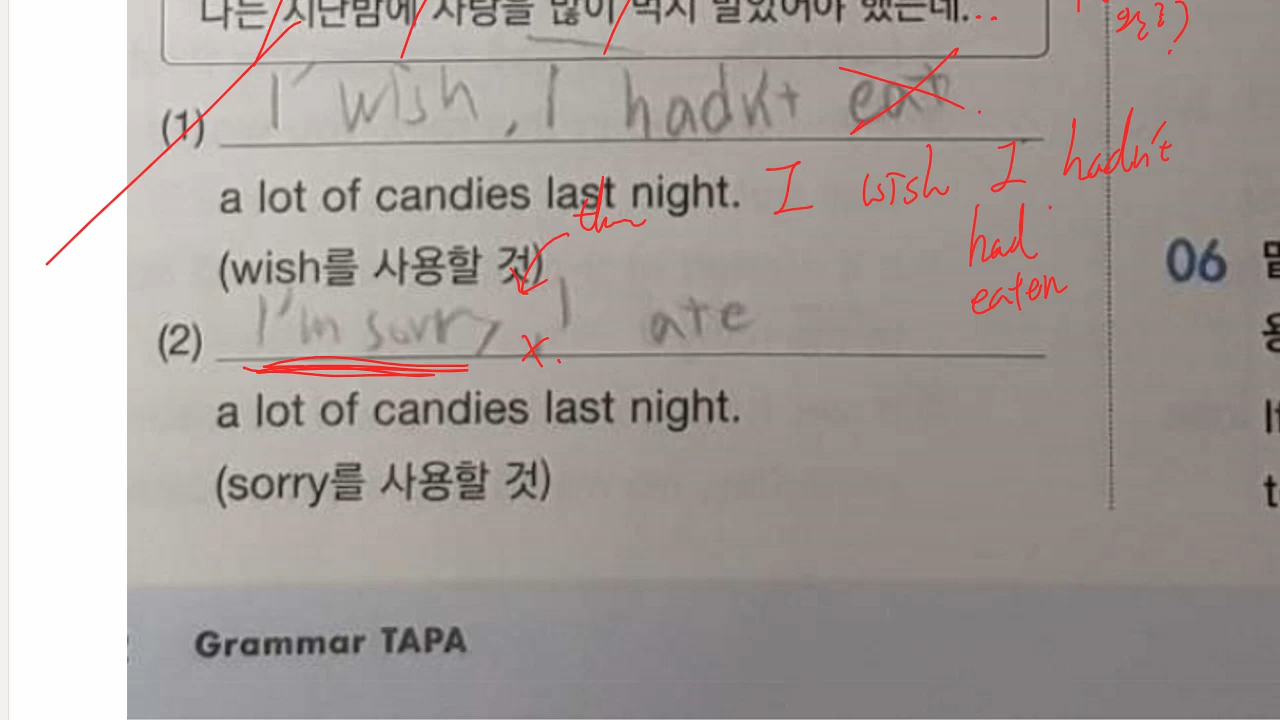 나는 지난밤에 사탕을 많이 먹지 말았어야 했는데...
(1) I' wish, I hadn't eat
a lot of candies last night. I wish I hadn't
had
eaten
(wish를 사용할 것)
(2) I'm sorry, I ate
x.
a lot of candies last night.
(sorry를 사용할 것)
06
Grammar TAPA